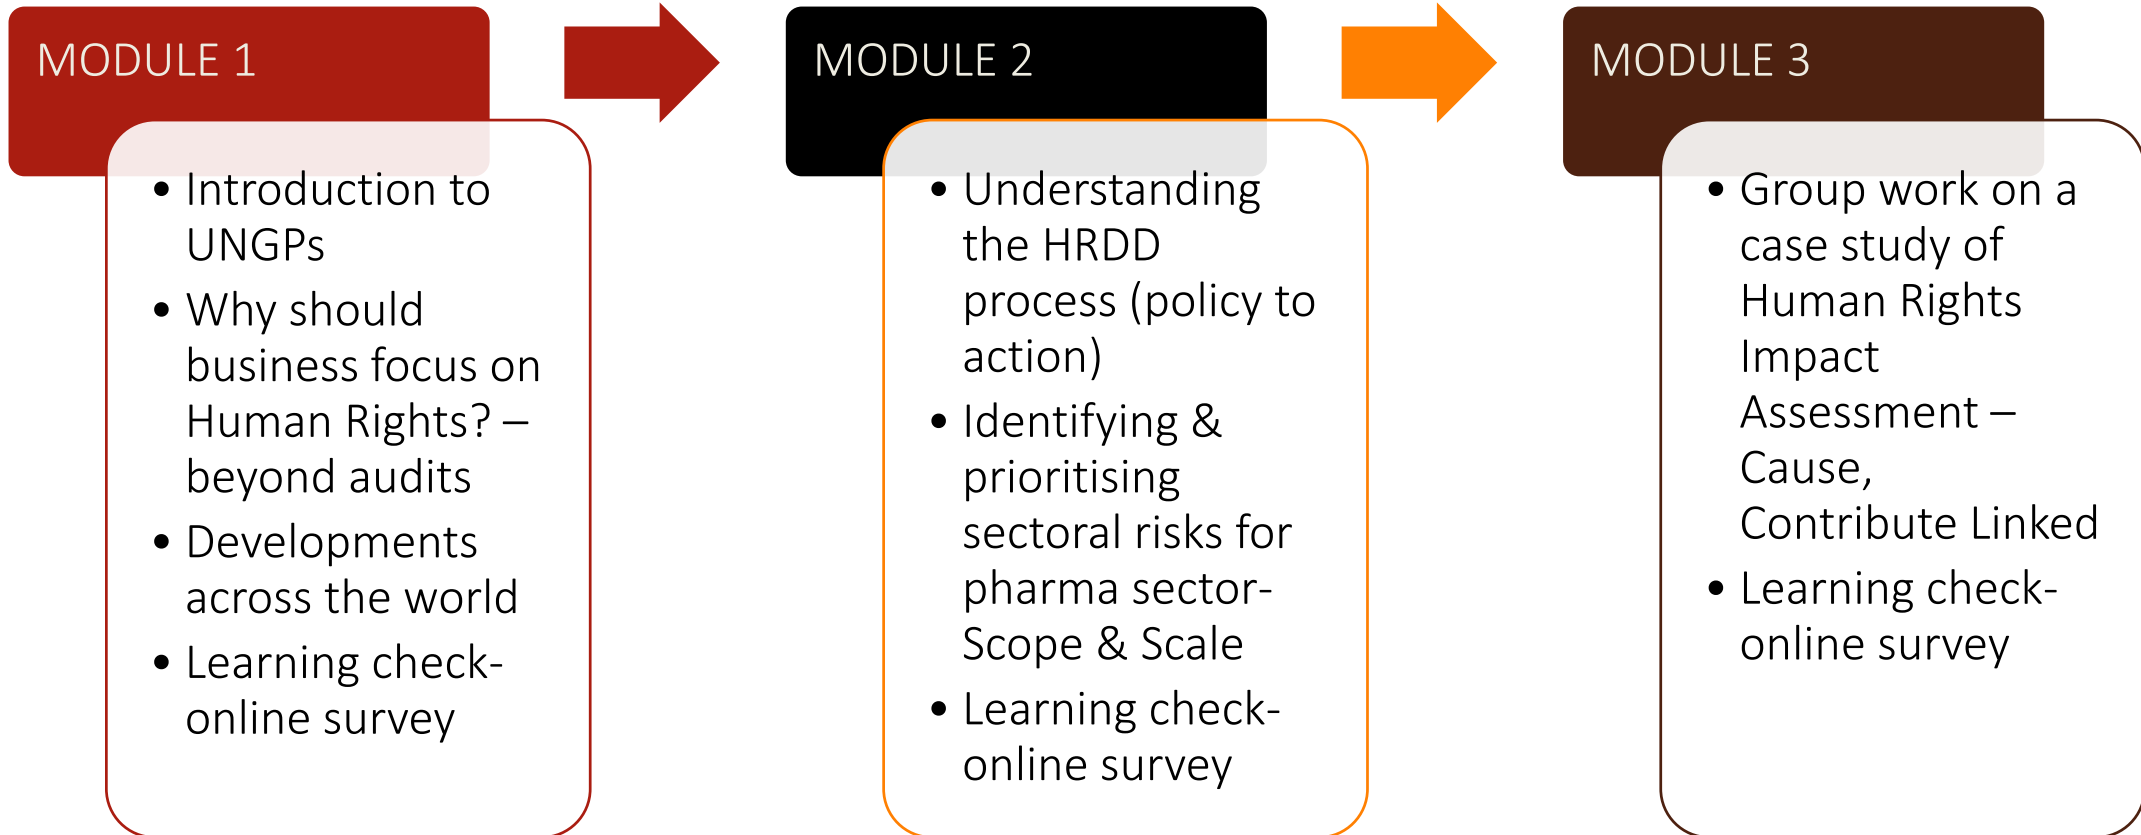 MODULE 1
• Introduction to
UNGPs
• Why should
business focus on
Human Rights? –
beyond audits
• Developments
across the world
• Learning check-
online survey
MODULE 2
• Understanding
the HRDD
process (policy to
action)
• Identifying &
prioritising
sectoral risks for
pharma sector-
Scope & Scale
• Learning check-
online survey
MODULE 3
• Group work on a
case study of
Human Rights
Impact
Assessment –
Cause,
Contribute Linked
• Learning check-
online survey